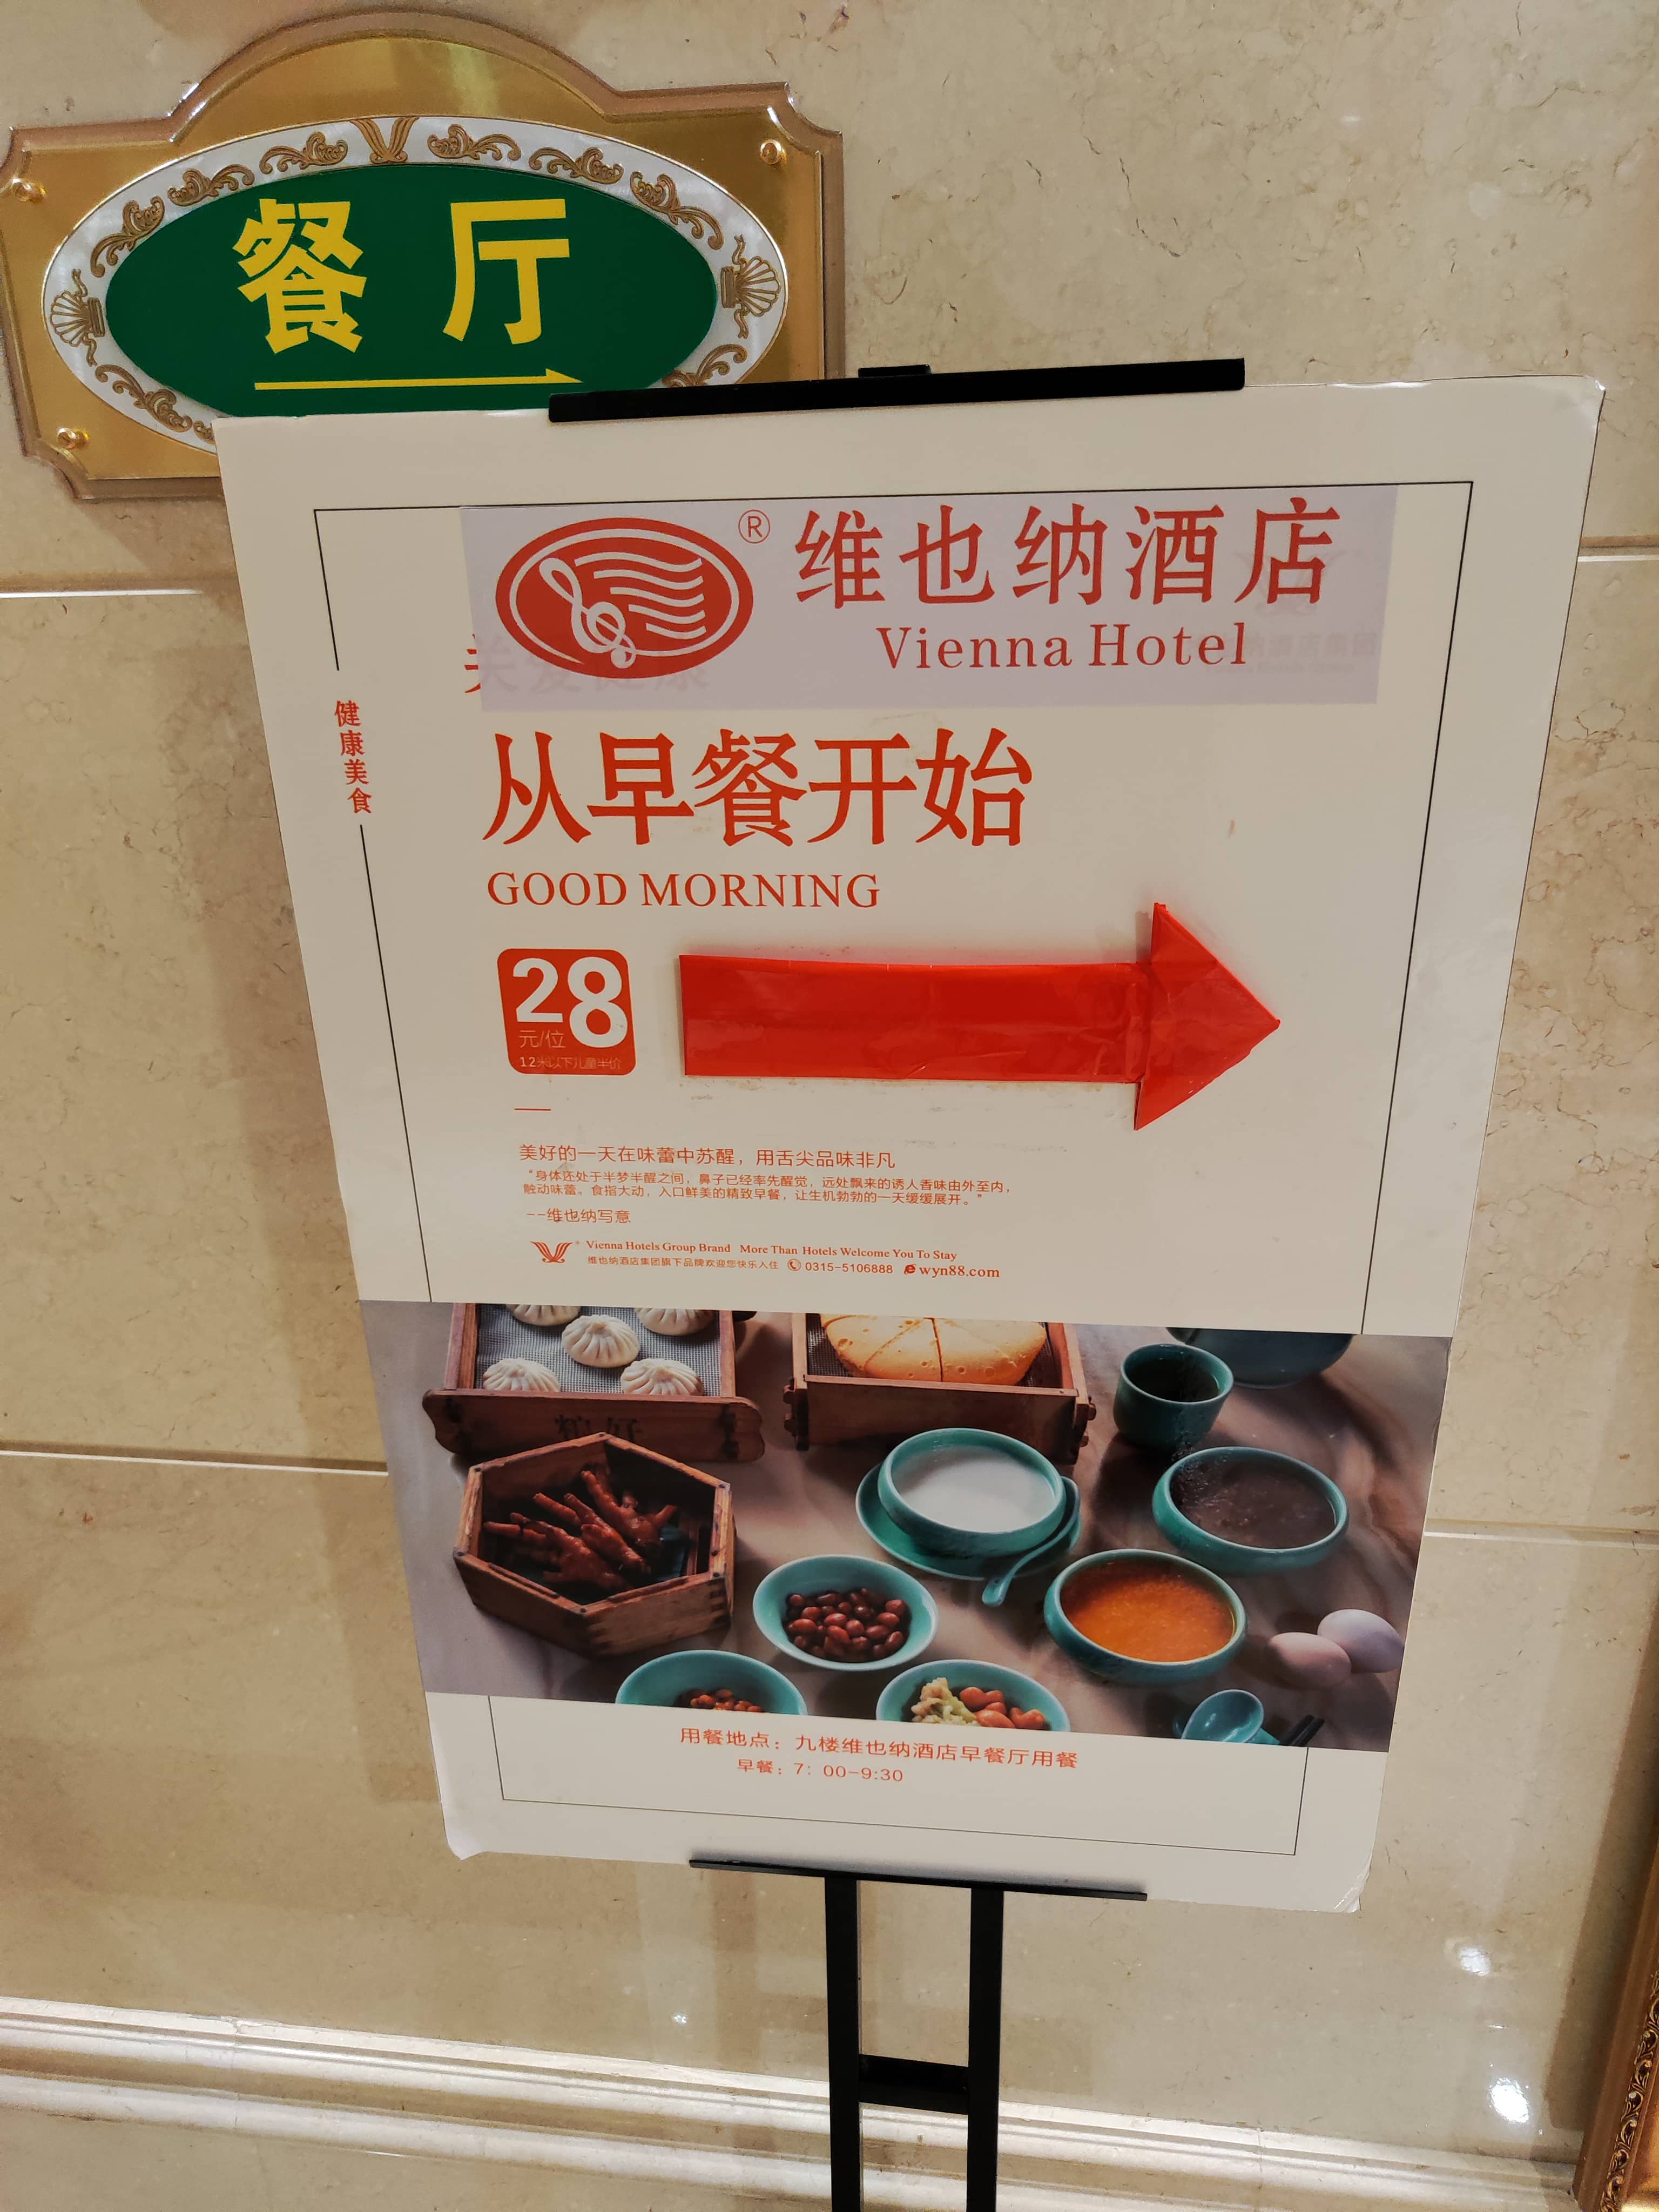 餐厅
® 维也纳酒店
Vienna Hotel
关爱健康
从早餐开始
GOOD MORNING
健康美食
28
元/位
1.2米以下儿童半价
美好的一天在味蕾中苏醒，用舌尖品味非凡
“身体还处于半梦半醒之间，鼻子已经率先醒觉，远处飘来的诱人香味由外至内，
触动味蕾。食指大动，入口鲜美的精致早餐，让生机勃勃的一天缓缓展开。”
--维也纳写意
Vienna Hotels Group Brand More Than Hotels Welcome You To Stay
维也纳酒店集团旗下品牌欢迎您快乐入住 0315-5106888 wyn88.com
用餐地点：九楼维也纳酒店早餐厅用餐
早餐：7：00-9:30